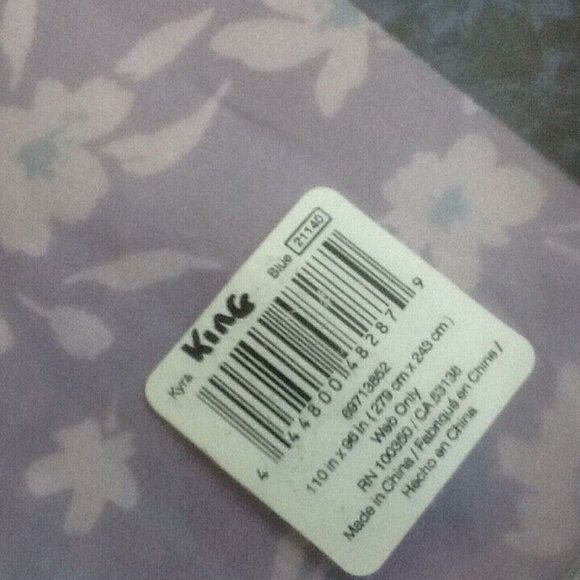 Kyra Blue 21140
KING
4 44800 48287 9
69713852
110 in x 96 in ( 279 cm x 243 cm )
Web Only
RN 100350 / CA 53138
Made in China / Fabriqué en Chine /
Hecho en China